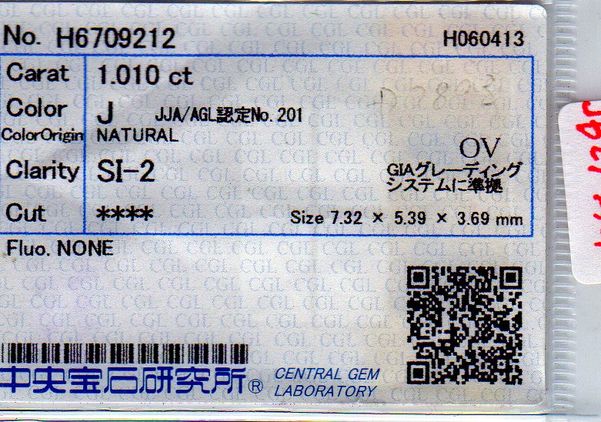 No. H6709212 H060413
Carat 1.010 ct
Color J JJA/AGL認定No. 201
ColorOrigin NATURAL
OV
Clarity SI-2 GIAグレーディング
システムに準拠
Cut **** Size 7.32 × 5.39 × 3.69 mm
Fluo. NONE
中央宝石研究所® CENTRAL GEM
LABORATORY